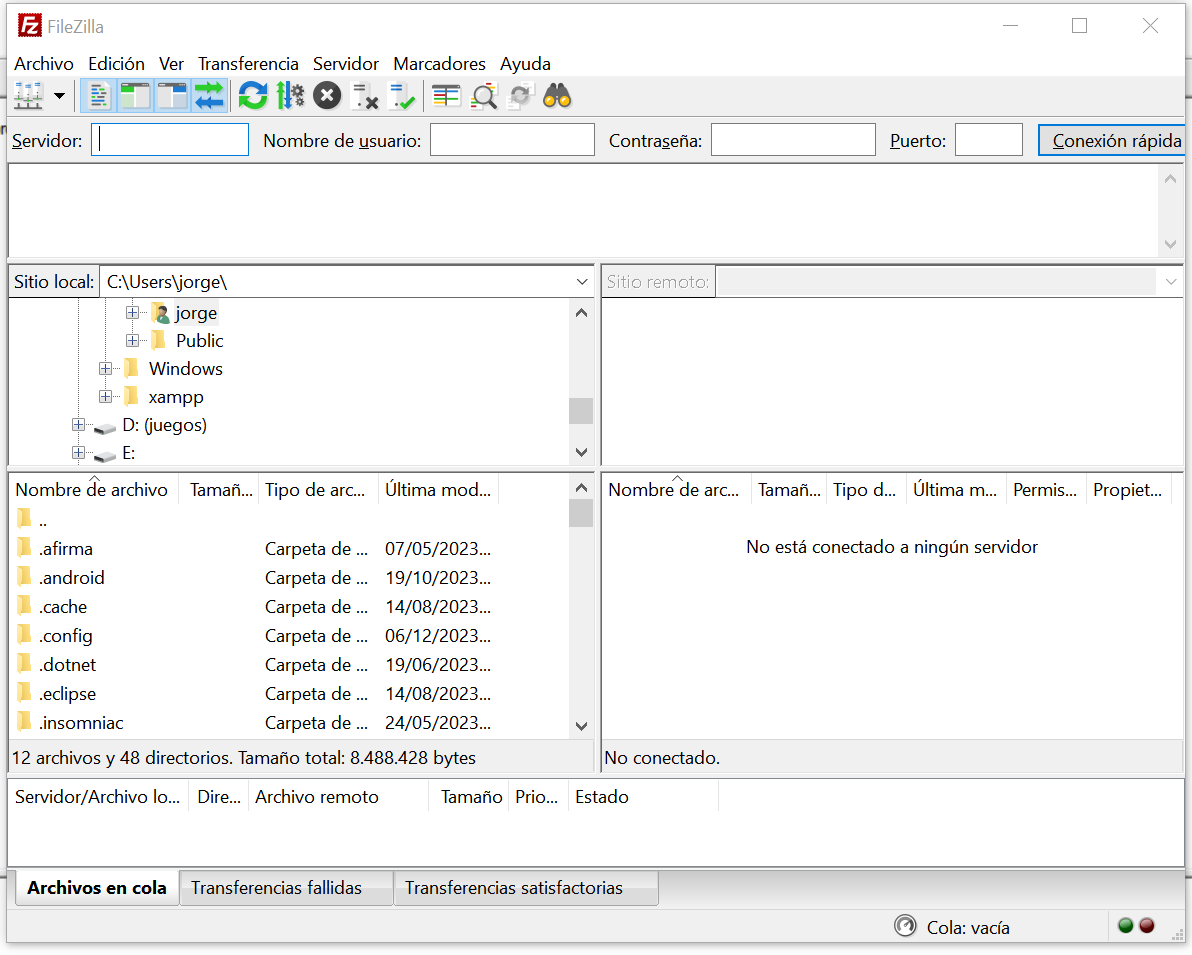 FileZilla
Archivo Edición Ver Transferencia Servidor Marcadores Ayuda
Servidor: Nombre de usuario: Contraseña: Puerto: Conexión rápida
Sitio local: C:\Users\jorge\
Sitio remoto:
jorge
Public
Windows
xampp
D: (juegos)
E:
Nombre de archivo Tamañ... Tipo de arc... Última mod...
..
.afirma Carpeta de ... 07/05/2023...
.android Carpeta de ... 19/10/2023...
.cache Carpeta de ... 14/08/2023...
.config Carpeta de ... 06/12/2023...
.dotnet Carpeta de ... 19/06/2023...
.eclipse Carpeta de ... 14/08/2023...
.insomniac Carpeta de ... 24/05/2023...
12 archivos y 48 directorios. Tamaño total: 8.488.428 bytes
Nombre de arc... Tamañ... Tipo d... Última m... Permis... Propiet...
No está conectado a ningún servidor
No conectado.
Servidor/Archivo lo... Dire... Archivo remoto Tamaño Prio... Estado
Archivos en cola Transferencias fallidas Transferencias satisfactorias
Cola: vacía